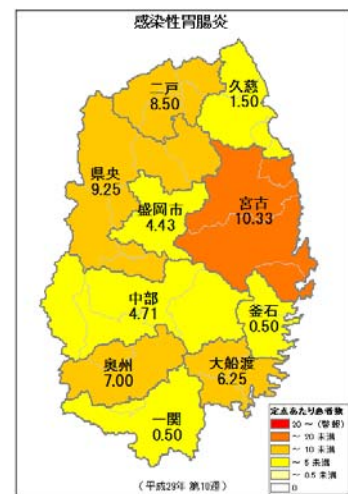 感染性胃腸炎
二戸
8.50
久慈
1.50
県央
9.25
盛岡市
4.43
宮古
10.33
中部
4.71
釜石
0.50
奥州
7.00
大船渡
6.25
一関
0.50
定点あたり患者数
20～ (警報)
～ 20 未満
～ 10 未満
～ 5 未満
～ 0.5 未満
0
(平成29年 第10週)